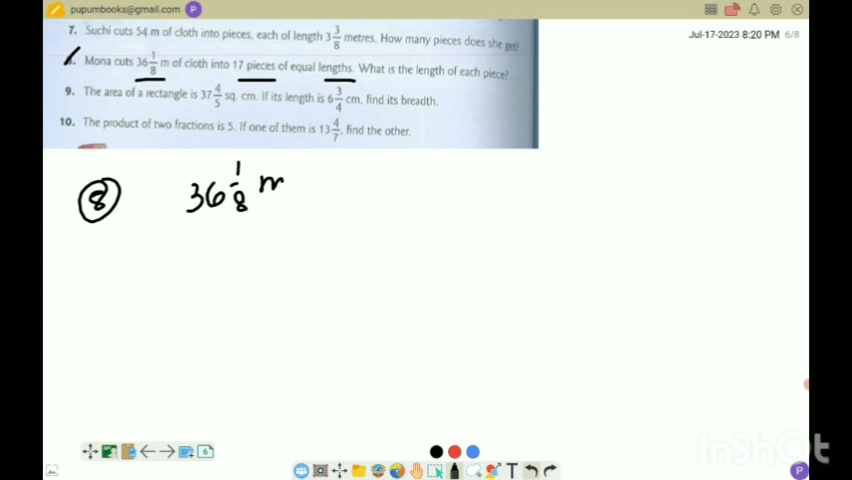 pupumbooks@gmail.com P
Jul-17-2023 8:20 PM 6/8
7. Suchi cuts 54 m of cloth into pieces, each of length 3 3/8 metres. How many pieces does she get?
8. Mona cuts 36 1/8 m of cloth into 17 pieces of equal lengths. What is the length of each piece?
9. The area of a rectangle is 37 4/5 sq. cm. If its length is 6 3/4 cm, find its breadth.
10. The product of two fractions is 5. If one of them is 13 4/7, find the other.
8 36 1/8 m
InShOt
6
T
P